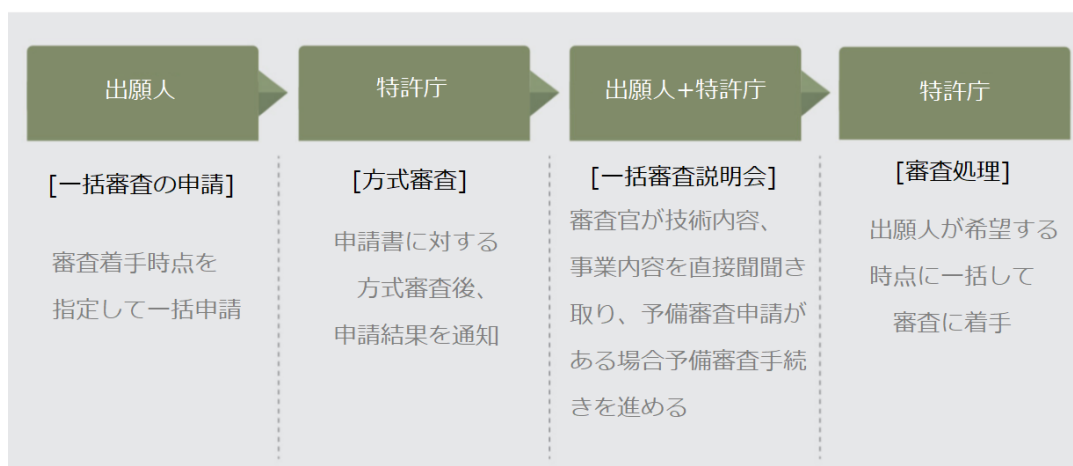 出願人
[一括審査の申請]
審査着手時点を
指定して一括申請
特許庁
[方式審査]
申請書に対する
方式審査後、
申請結果を通知
出願人+特許庁
[一括審査説明会]
審査官が技術内容、
事業内容を直接聞聞き
取り、予備審査申請が
ある場合予備審査手続
きを進める
特許庁
[審査処理]
出願人が希望する
時点に一括して
審査に着手